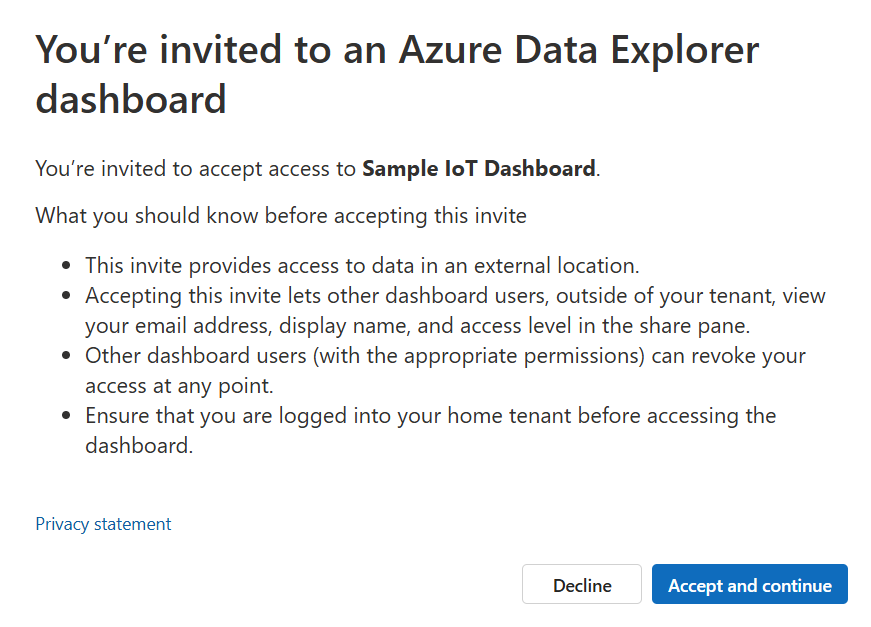 You’re invited to an Azure Data Explorer
dashboard
You’re invited to accept access to Sample IoT Dashboard.
What you should know before accepting this invite
• This invite provides access to data in an external location.
• Accepting this invite lets other dashboard users, outside of your tenant, view
your email address, display name, and access level in the share pane.
• Other dashboard users (with the appropriate permissions) can revoke your
access at any point.
• Ensure that you are logged into your home tenant before accessing the
dashboard.
Privacy statement
Decline
Accept and continue